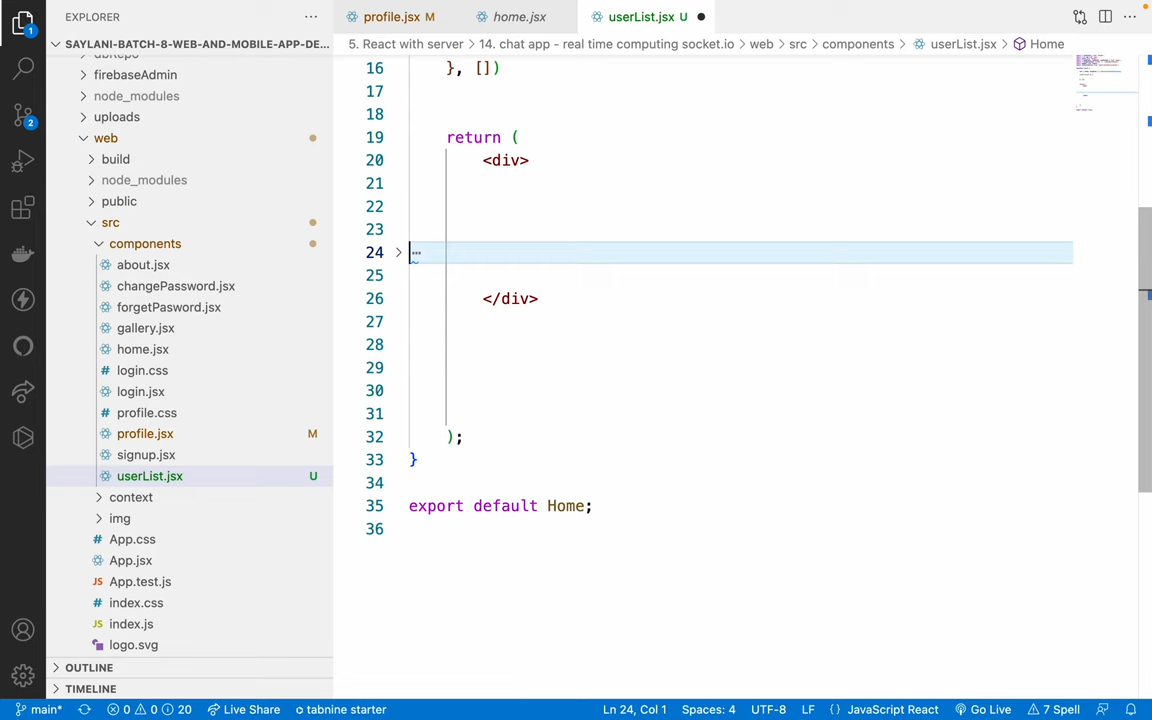 EXPLORER
SAYLANI-BATCH-8-WEB-AND-MOBILE-APP-DE...
firebaseAdmin
node_modules
uploads
web
build
node_modules
public
src
components
about.jsx
changePassword.jsx
forgetPasword.jsx
gallery.jsx
home.jsx
login.css
login.jsx
profile.css
profile.jsx M
signup.jsx
userList.jsx U
context
img
App.css
App.jsx
App.test.js
index.css
index.js
logo.svg
OUTLINE
TIMELINE
profile.jsx M
home.jsx
userList.jsx U
5. React with server > 14. chat app - real time computing socket.io > web > src > components > userList.jsx > Home
16 }, [])
17
18
19 return (
20 <div>
21
22
23
24 > ...
25
26 </div>
27
28
29
30
31
32 );
33 }
34
35 export default Home;
36
1
2
main* 0 0 20 Live Share tabnine starter Ln 24, Col 1 Spaces: 4 UTF-8 LF {} JavaScript React Go Live 7 Spell